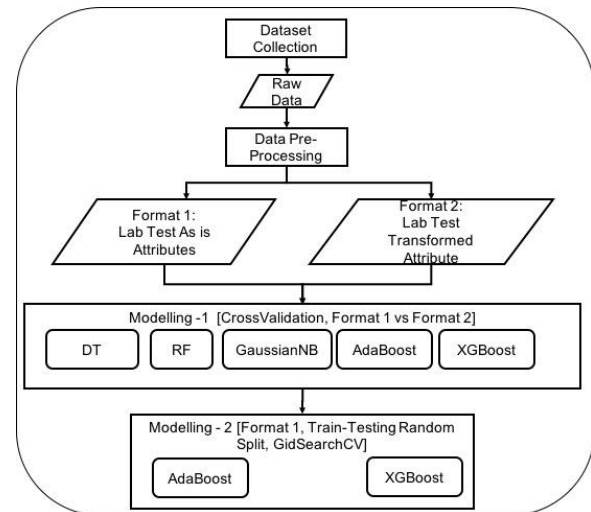 Dataset
Collection
Raw
Data
Data Pre-
Processing
Format 1:
Lab Test As is
Attributes
Format 2:
Lab Test
Transformed
Attribute
Modelling -1 [CrossValidation, Format 1 vs Format 2]
DT
RF
GaussianNB
AdaBoost
XGBoost
Modelling - 2 [Format 1, Train-Testing Random
Split, GidSearchCV]
AdaBoost
XGBoost